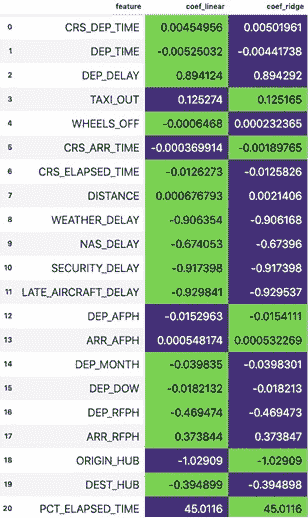 feature coef_linear coef_ridge
0 CRS_DEP_TIME 0.00454956 0.00501961
1 DEP_TIME -0.00525032 -0.00441738
2 DEP_DELAY 0.894124 0.894292
3 TAXI_OUT 0.125274 0.125165
4 WHEELS_OFF -0.0006468 0.000232365
5 CRS_ARR_TIME -0.000369914 -0.00189765
6 CRS_ELAPSED_TIME -0.0126273 -0.0125826
7 DISTANCE 0.000676793 0.0021406
8 WEATHER_DELAY -0.906354 -0.906168
9 NAS_DELAY -0.674053 -0.67396
10 SECURITY_DELAY -0.917398 -0.917398
11 LATE_AIRCRAFT_DELAY -0.929841 -0.929537
12 DEP_AFPH -0.0152963 -0.0154111
13 ARR_AFPH 0.000548174 0.000532269
14 DEP_MONTH -0.039835 -0.0398301
15 DEP_DOW -0.0182132 -0.018213
16 DEP_RFPH -0.469474 -0.469473
17 ARR_RFPH 0.373844 0.373847
18 ORIGIN_HUB -1.02909 -1.02909
19 DEST_HUB -0.394899 -0.394898
20 PCT_ELAPSED_TIME 45.0116 45.0116